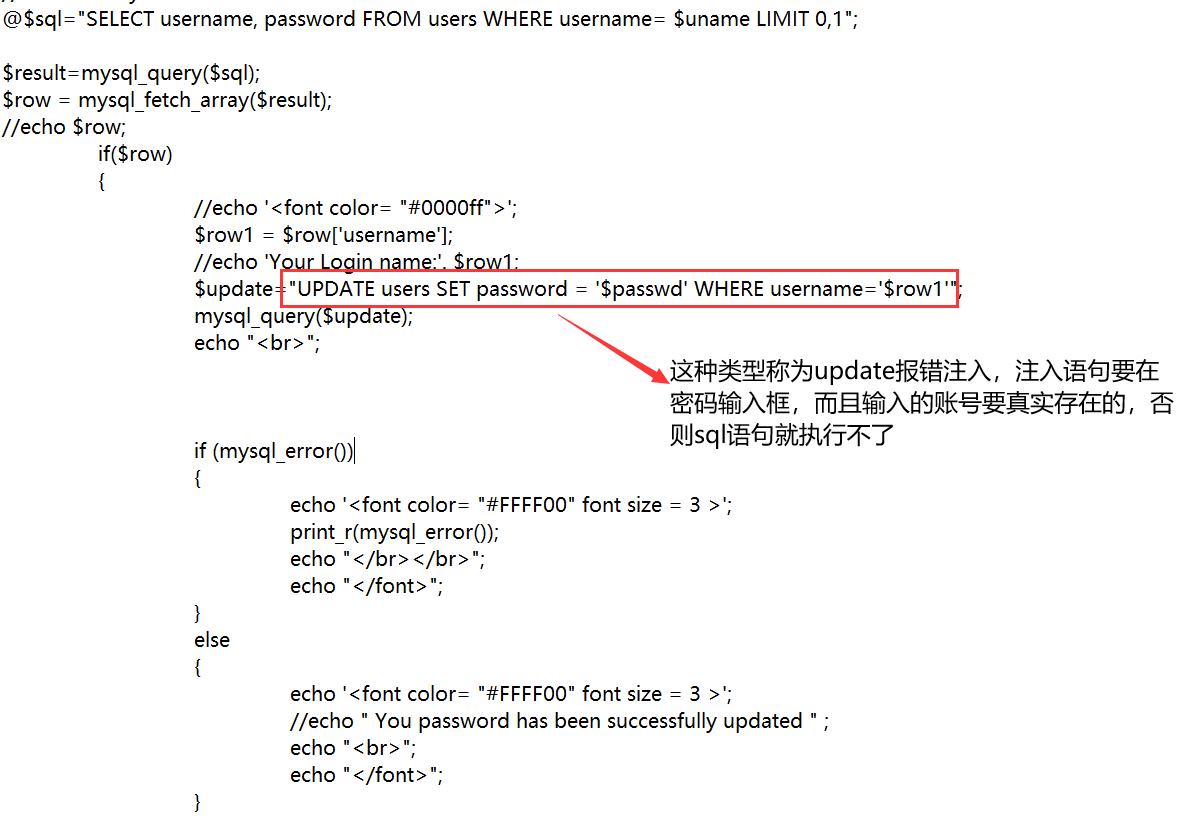 @$sql="SELECT username, password FROM users WHERE username= $uname LIMIT 0,1";
$result=mysql_query($sql);
$row = mysql_fetch_array($result);
//echo $row;
if($row)
{
//echo '<font color= "#0000ff">';
$row1 = $row['username'];
//echo 'Your Login name:'. $row1;
$update="UPDATE users SET password = '$passwd' WHERE username='$row1'";
mysql_query($update);
echo "<br>";
这种类型称为update报错注入，注入语句要在
密码输入框，而且输入的账号要真实存在的，否
则sql语句就执行不了
if (mysql_error())
{
echo '<font color= "#FFFF00" font size = 3 >';
print_r(mysql_error());
echo "</br></br>";
echo "</font>";
}
else
{
echo '<font color= "#FFFF00" font size = 3 >';
//echo " You password has been successfully updated " ;
echo "<br>";
echo "</font>";
}